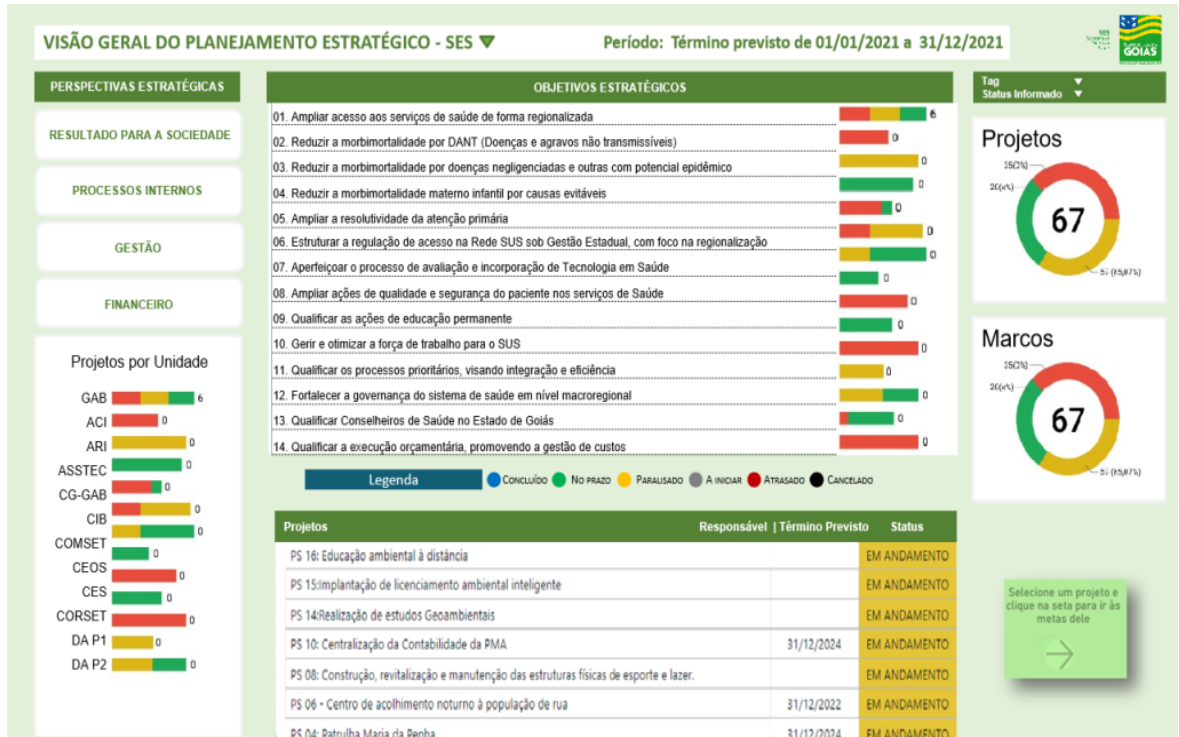 VISÃO GERAL DO PLANEJAMENTO ESTRATÉGICO - SES ▼
Período: Término previsto de 01/01/2021 a 31/12/2021
SES
GOIÁS
PERSPECTIVAS ESTRATÉGICAS
RESULTADO PARA A SOCIEDADE
PROCESSOS INTERNOS
GESTÃO
FINANCEIRO
Projetos por Unidade
GAB 6
ACI 0
ARI 0
ASSTEC 0
CG-GAB 0
CIB 0
COMSET 0
CEOS 0
CES 0
CORSET 0
DA P1 0
DA P2 0
OBJETIVOS ESTRATÉGICOS
01. Ampliar acesso aos serviços de saúde de forma regionalizada 6
02. Reduzir a morbimortalidade por DANT (Doenças e agravos não transmissíveis) 0
03. Reduzir a morbimortalidade por doenças negligenciadas e outras com potencial epidêmico 0
04. Reduzir a morbimortalidade materno infantil por causas evitáveis 0
05. Ampliar a resolutividade da atenção primária 0
06. Estruturar a regulação de acesso na Rede SUS sob Gestão Estadual, com foco na regionalização 0
07. Aperfeiçoar o processo de avaliação e incorporação de Tecnologia em Saúde 0
08. Ampliar ações de qualidade e segurança do paciente nos serviços de Saúde 0
09. Qualificar as ações de educação permanente 0
10. Gerir e otimizar a força de trabalho para o SUS 0
11. Qualificar os processos prioritários, visando integração e eficiência 0
12. Fortalecer a governança do sistema de saúde em nível macroregional 0
13. Qualificar Conselheiros de Saúde no Estado de Goiás 0
14. Qualificar a execução orçamentária, promovendo a gestão de custos 0
Legenda CONCLUÍDO NO PRAZO PARALISADO A INICIAR ATRASADO CANCELADO
Projetos Responsável | Término Previsto Status
PS 16: Educação ambiental à distância EM ANDAMENTO
PS 15:Implantação de licenciamento ambiental inteligente EM ANDAMENTO
PS 14:Realização de estudos Geoambientais EM ANDAMENTO
PS 10: Centralização da Contabilidade da PMA 31/12/2024 EM ANDAMENTO
PS 08: Construção, revitalização e manutenção das estruturas físicas de esporte e lazer. EM ANDAMENTO
PS 06 - Centro de acolhimento noturno à população de rua 31/12/2022 EM ANDAMENTO
PS 04: Patrulha Maria da Penha 31/12/2024 EM ANDAMENTO
Tag ▼
Status Informado ▼
Projetos
67
Marcos
67
Selecione um projeto e
clique na seta para ir às
metas dele